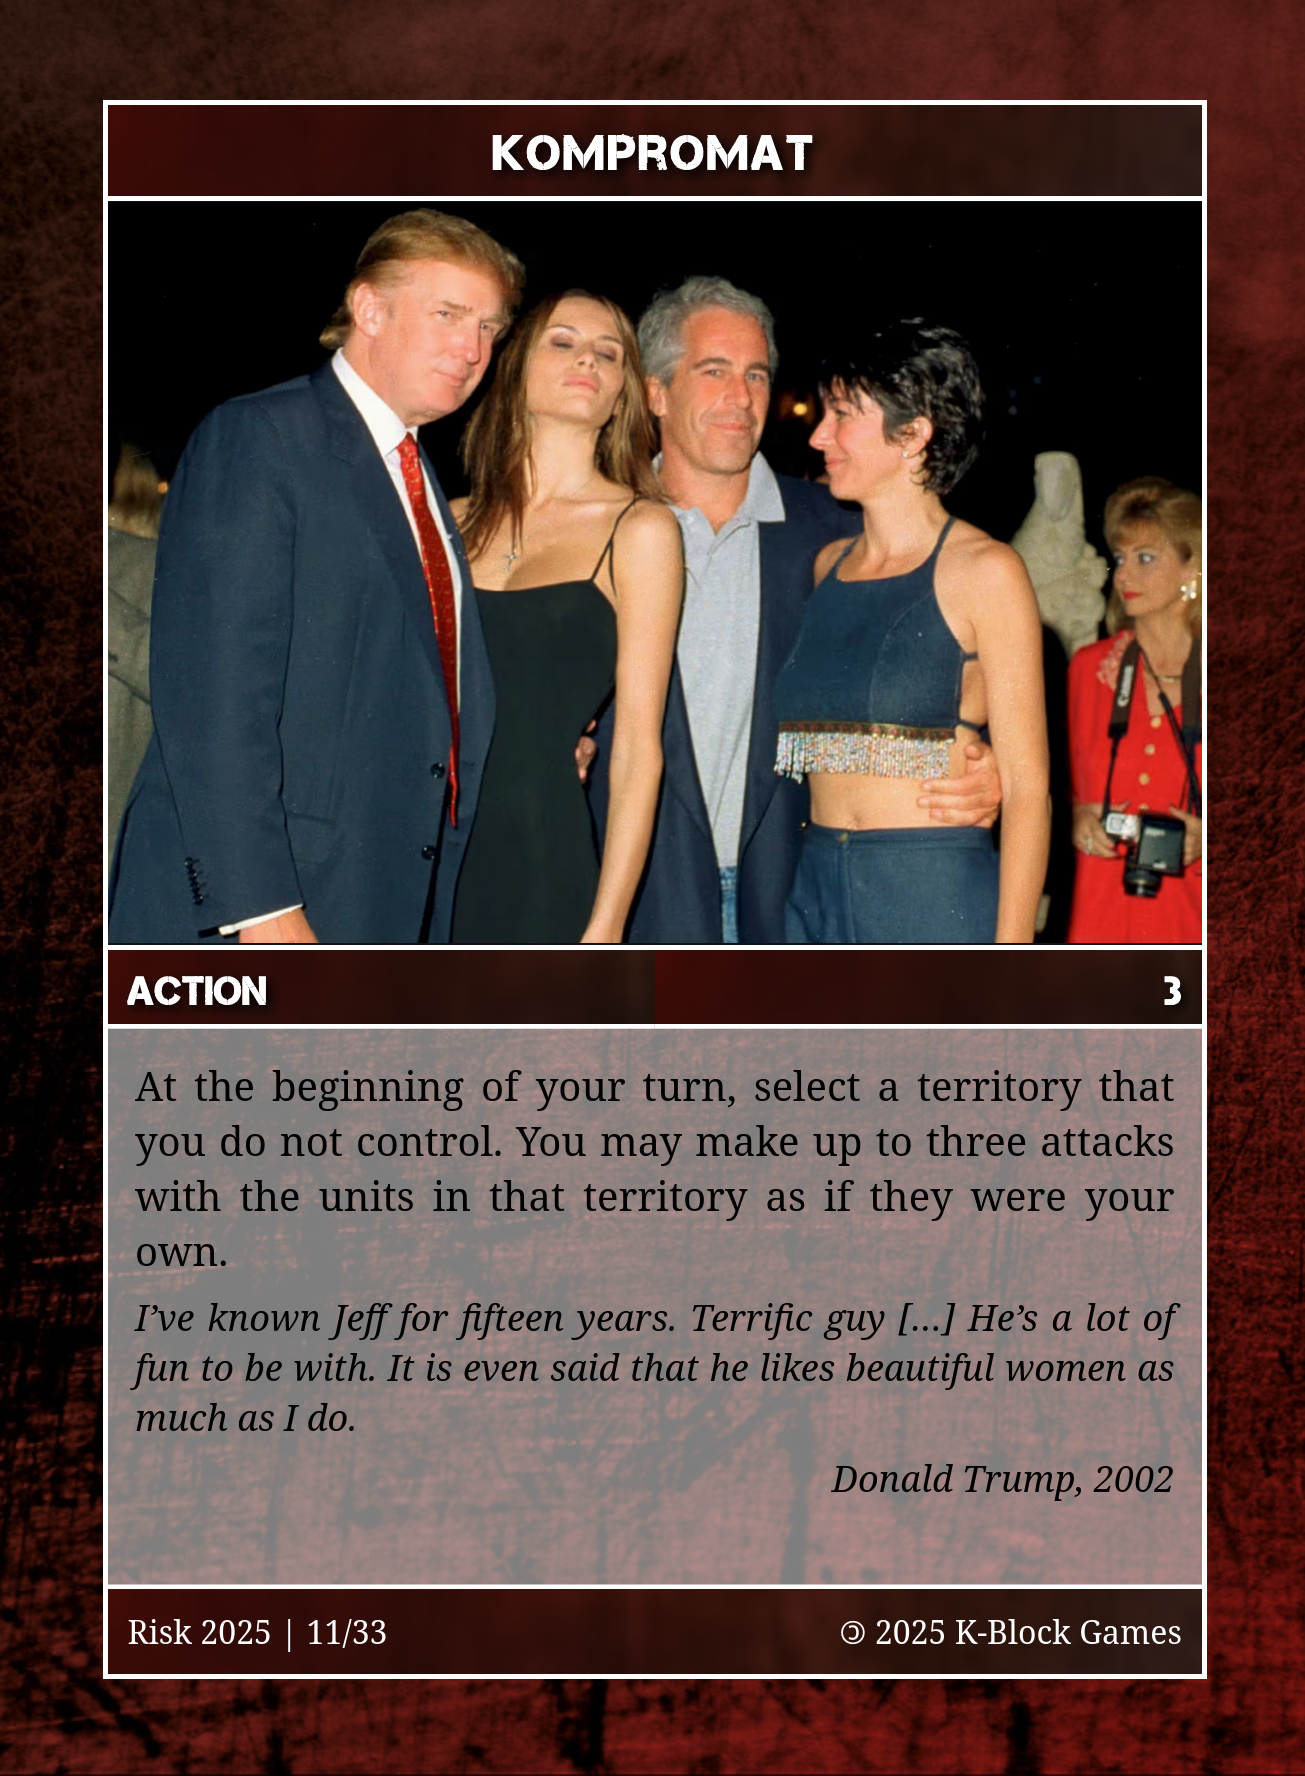 KOMPROMAT
Canon
ACTION
3
At the beginning of your turn, select a territory that
you do not control. You may make up to three attacks
with the units in that territory as if they were your
own.
I’ve known Jeff for fifteen years. Terrific guy […] He’s a lot of
fun to be with. It is even said that he likes beautiful women as
much as I do.
Donald Trump, 2002
Risk 2025 | 11/33
🄯 2025 K-Block Games